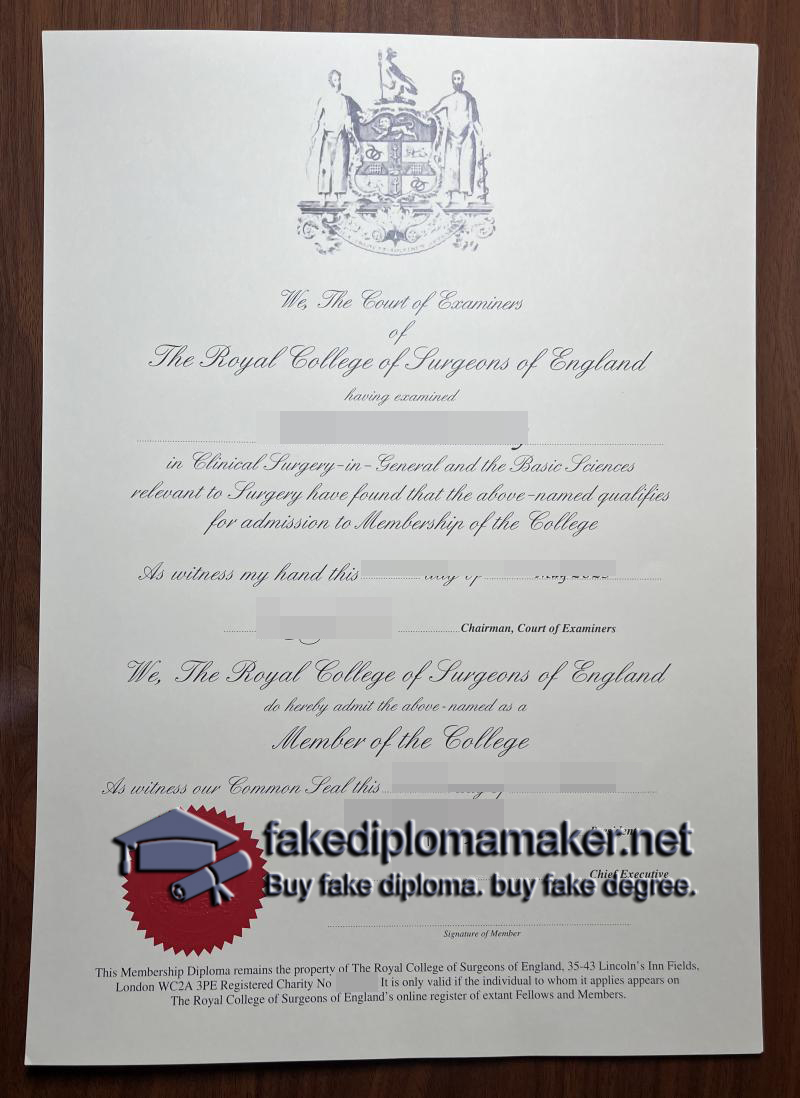 We, The Court of Examiners
of
The Royal College of Surgeons of England
having examined
in Clinical Surgery-in-General and the Basic Sciences
relevant to Surgery have found that the above-named qualifies
for admission to Membership of the College
As witness my hand this
Chairman, Court of Examiners
We, The Royal College of Surgeons of England
do hereby admit the above-named as a
Member of the College
As witness our Common Seal this
President
fakediplomamaker.net
Chief Executive
Buy fake diploma. buy fake degree.
Signature of Member
This Membership Diploma remains the property of The Royal College of Surgeons of England, 35-43 Lincoln's Inn Fields,
London WC2A 3PE Registered Charity No It is only valid if the individual to whom it applies appears on
The Royal College of Surgeons of England's online register of extant Fellows and Members.